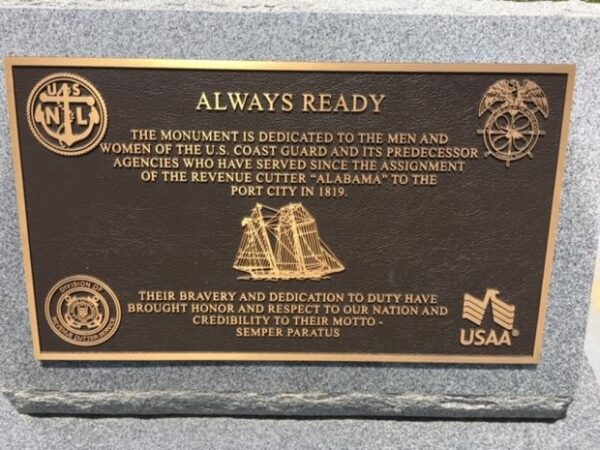 U S
N L
ALWAYS READY
THE MONUMENT IS DEDICATED TO THE MEN AND
WOMEN OF THE U.S. COAST GUARD AND ITS PREDECESSOR
AGENCIES WHO HAVE SERVED SINCE THE ASSIGNMENT
OF THE REVENUE CUTTER "ALABAMA" TO THE
PORT CITY IN 1819.
THEIR BRAVERY AND DEDICATION TO DUTY HAVE
BROUGHT HONOR AND RESPECT TO OUR NATION AND
CREDIBILITY TO THEIR MOTTO -
SEMPER PARATUS
DIVISION OF
USAA®